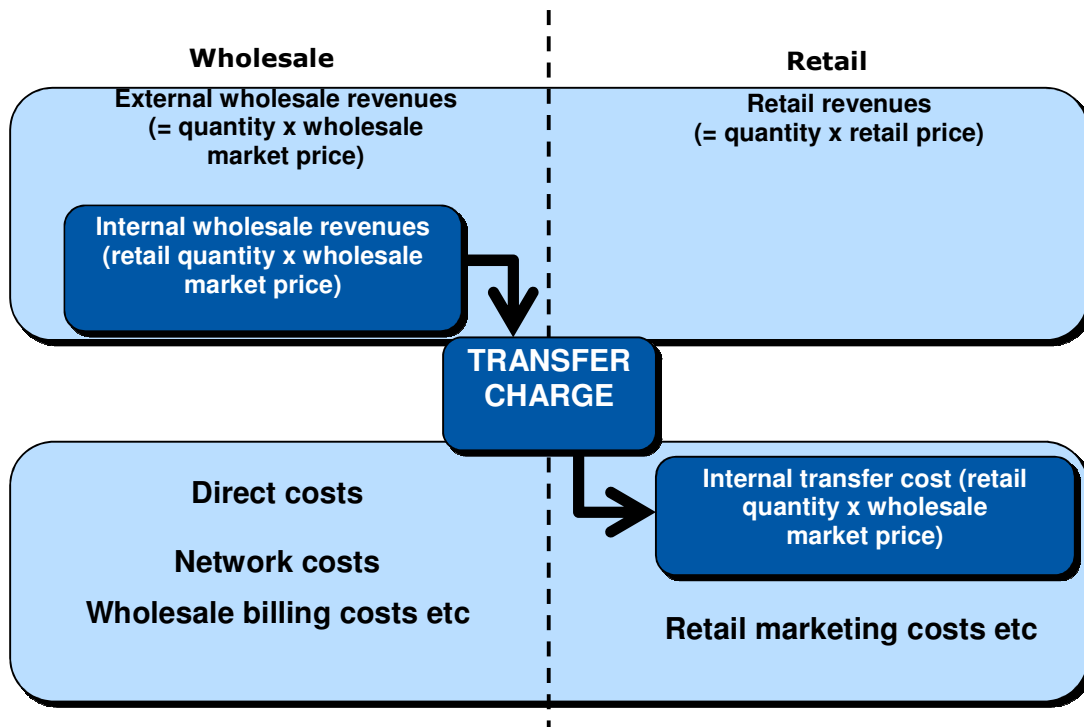 Wholesale
Retail
External wholesale revenues
(= quantity x wholesale
market price)
Retail revenues
(= quantity x retail price)
Internal wholesale revenues
(retail quantity x wholesale
market price)
TRANSFER
CHARGE
Direct costs
Network costs
Wholesale billing costs etc
Internal transfer cost (retail
quantity x wholesale
market price)
Retail marketing costs etc